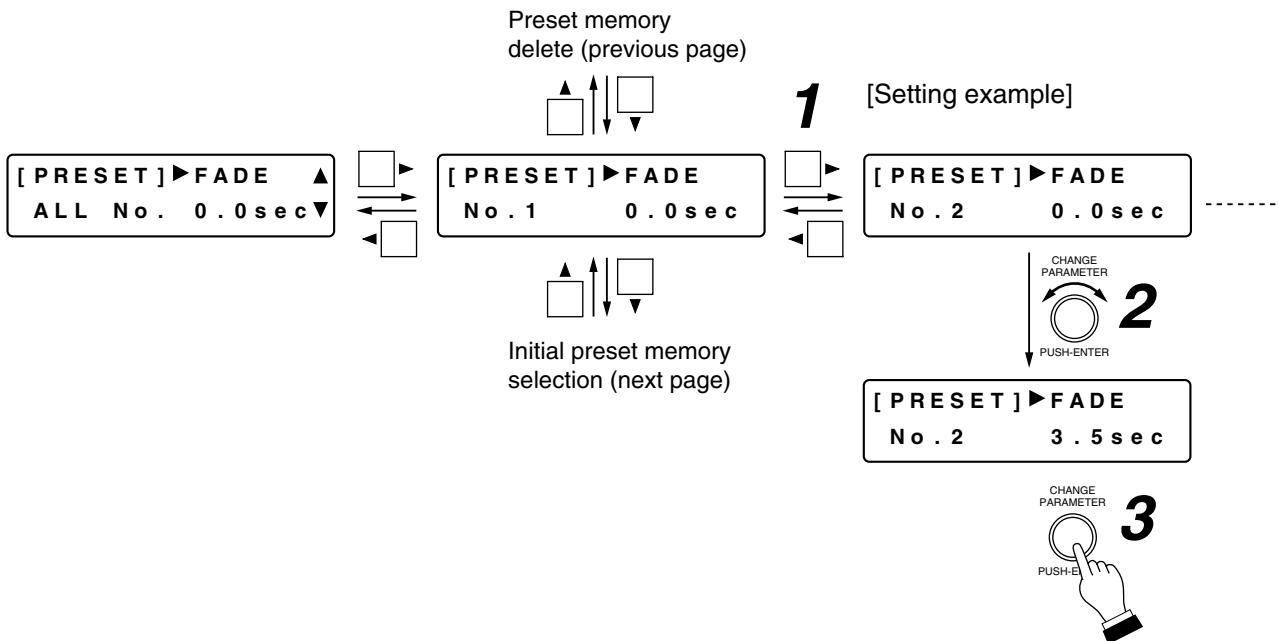 Preset memory
delete (previous page)
1 [Setting example]
[PRESET]▶FADE ▲
ALL No. 0.0sec▼
[PRESET]▶FADE
No.1 0.0sec
[PRESET]▶FADE
No.2 0.0sec
Initial preset memory
selection (next page)
CHANGE
PARAMETER
2
PUSH-ENTER
[PRESET]▶FADE
No.2 3.5sec
CHANGE
PARAMETER
3
PUSH-E